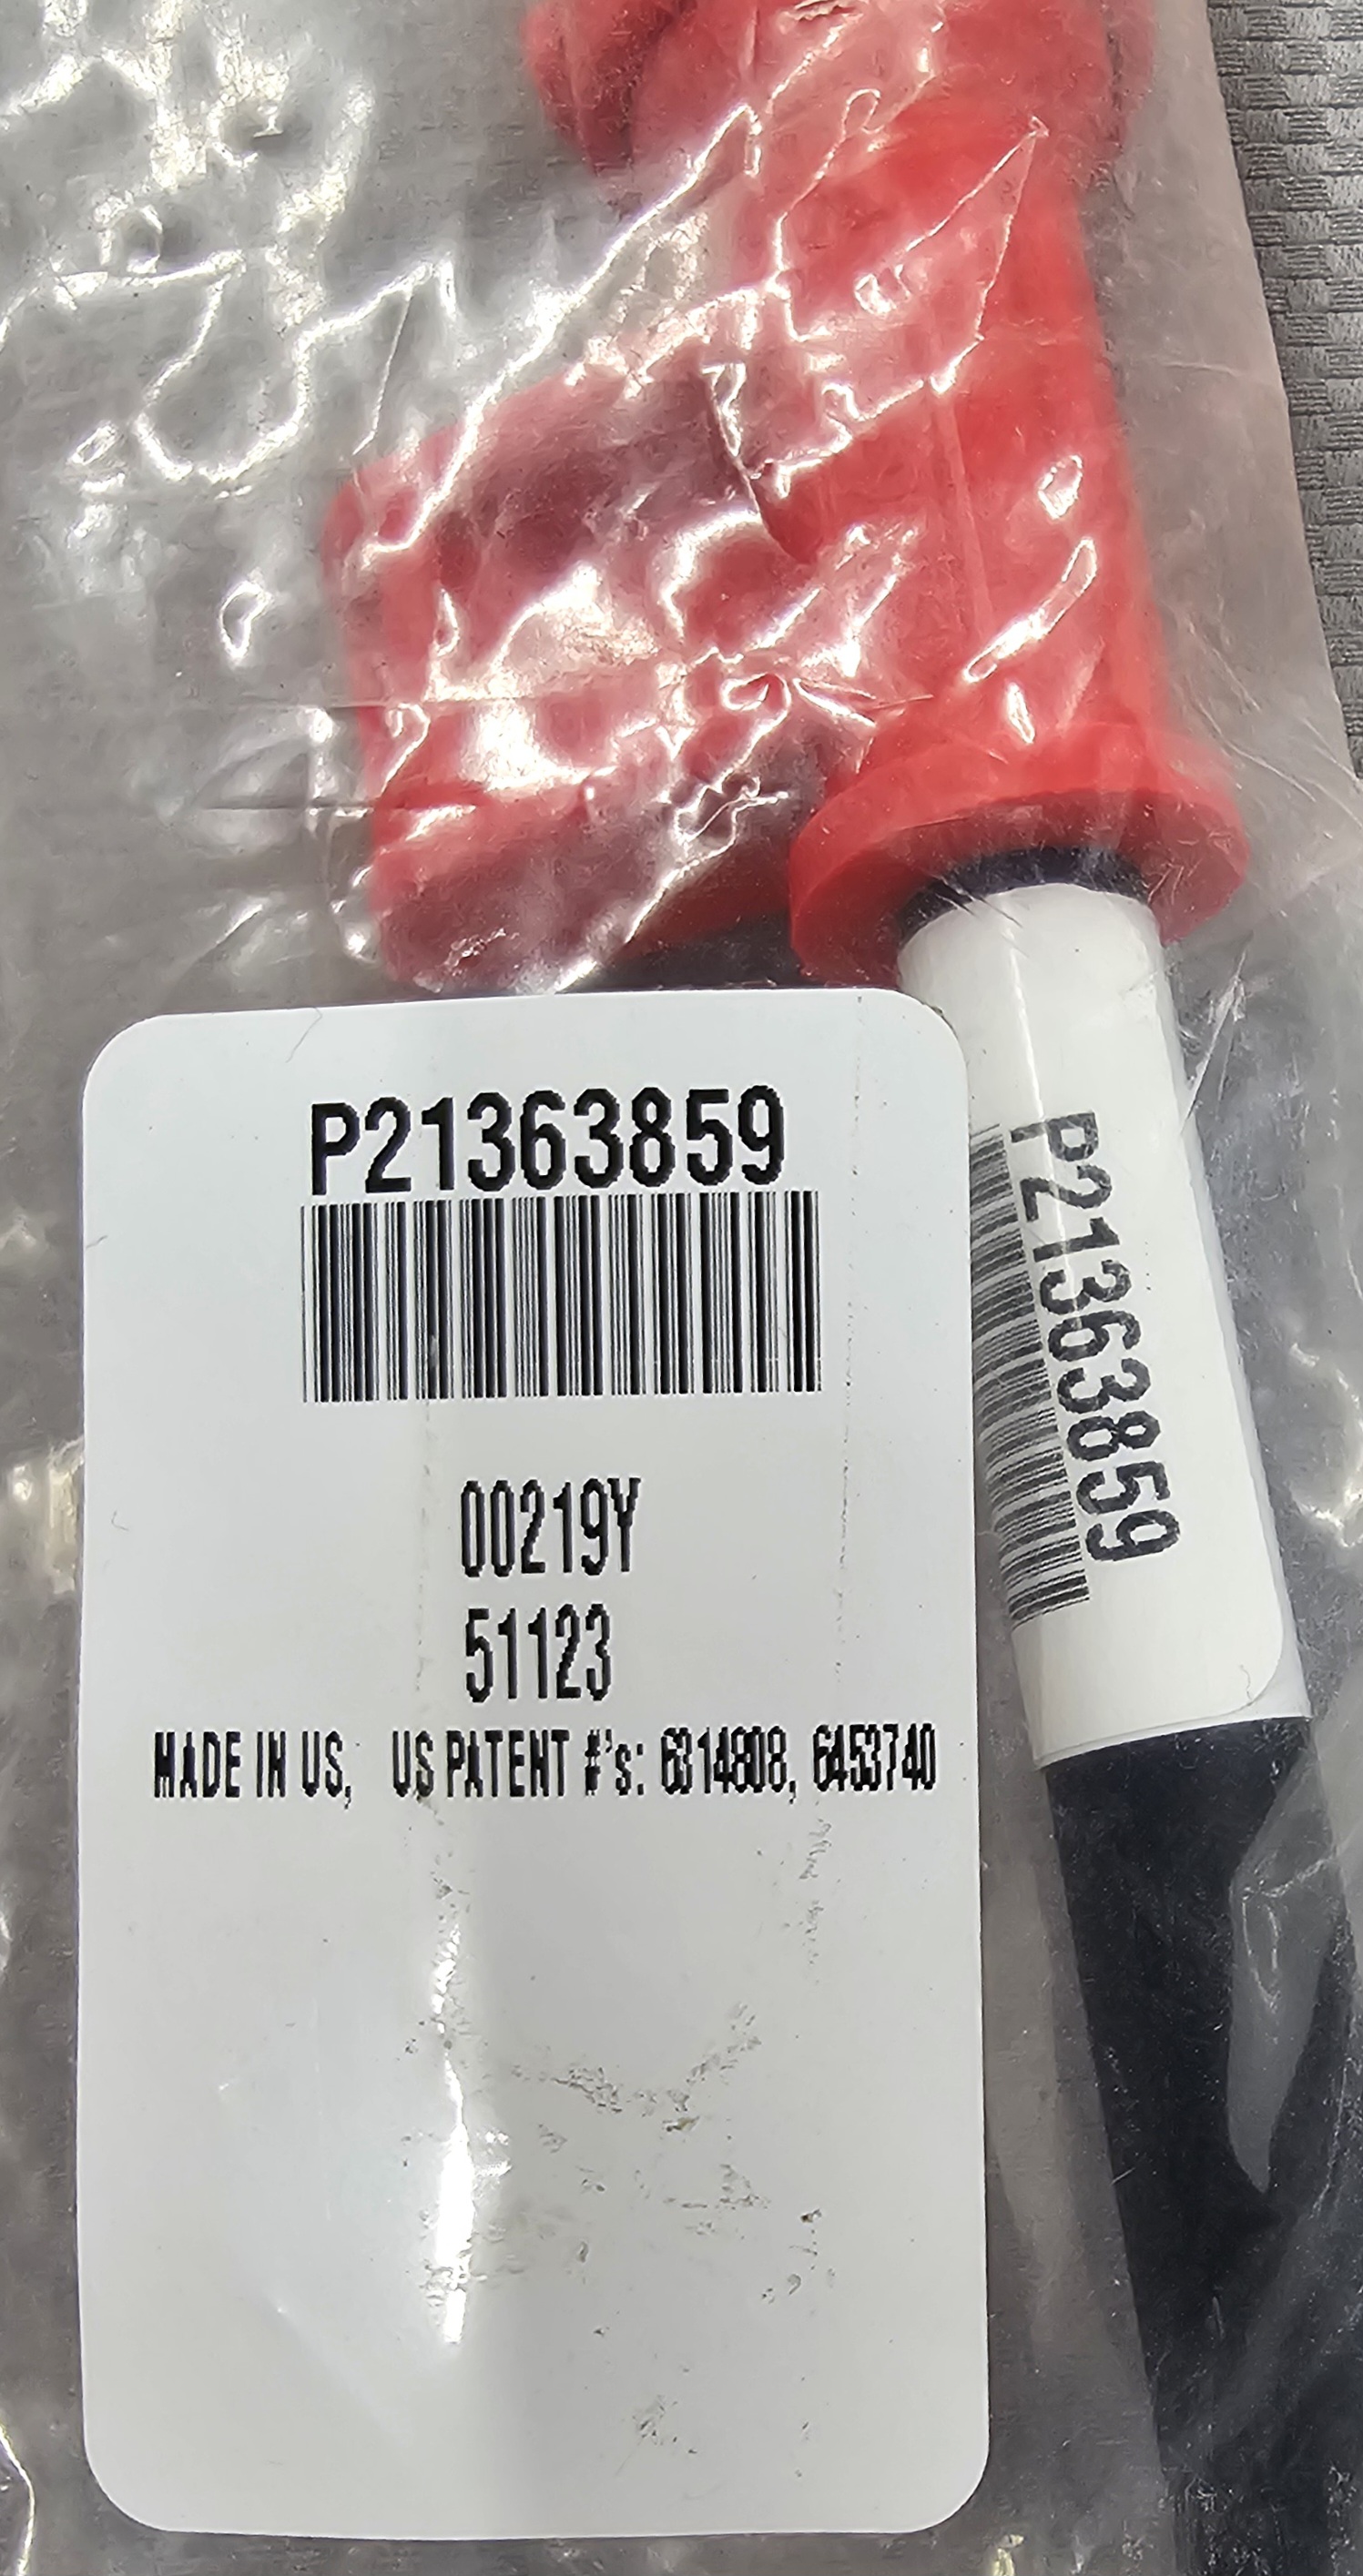 P21363859
00219Y
51123
MADE IN US, US PATENT #'s: 6314808, 6453740
P21363859